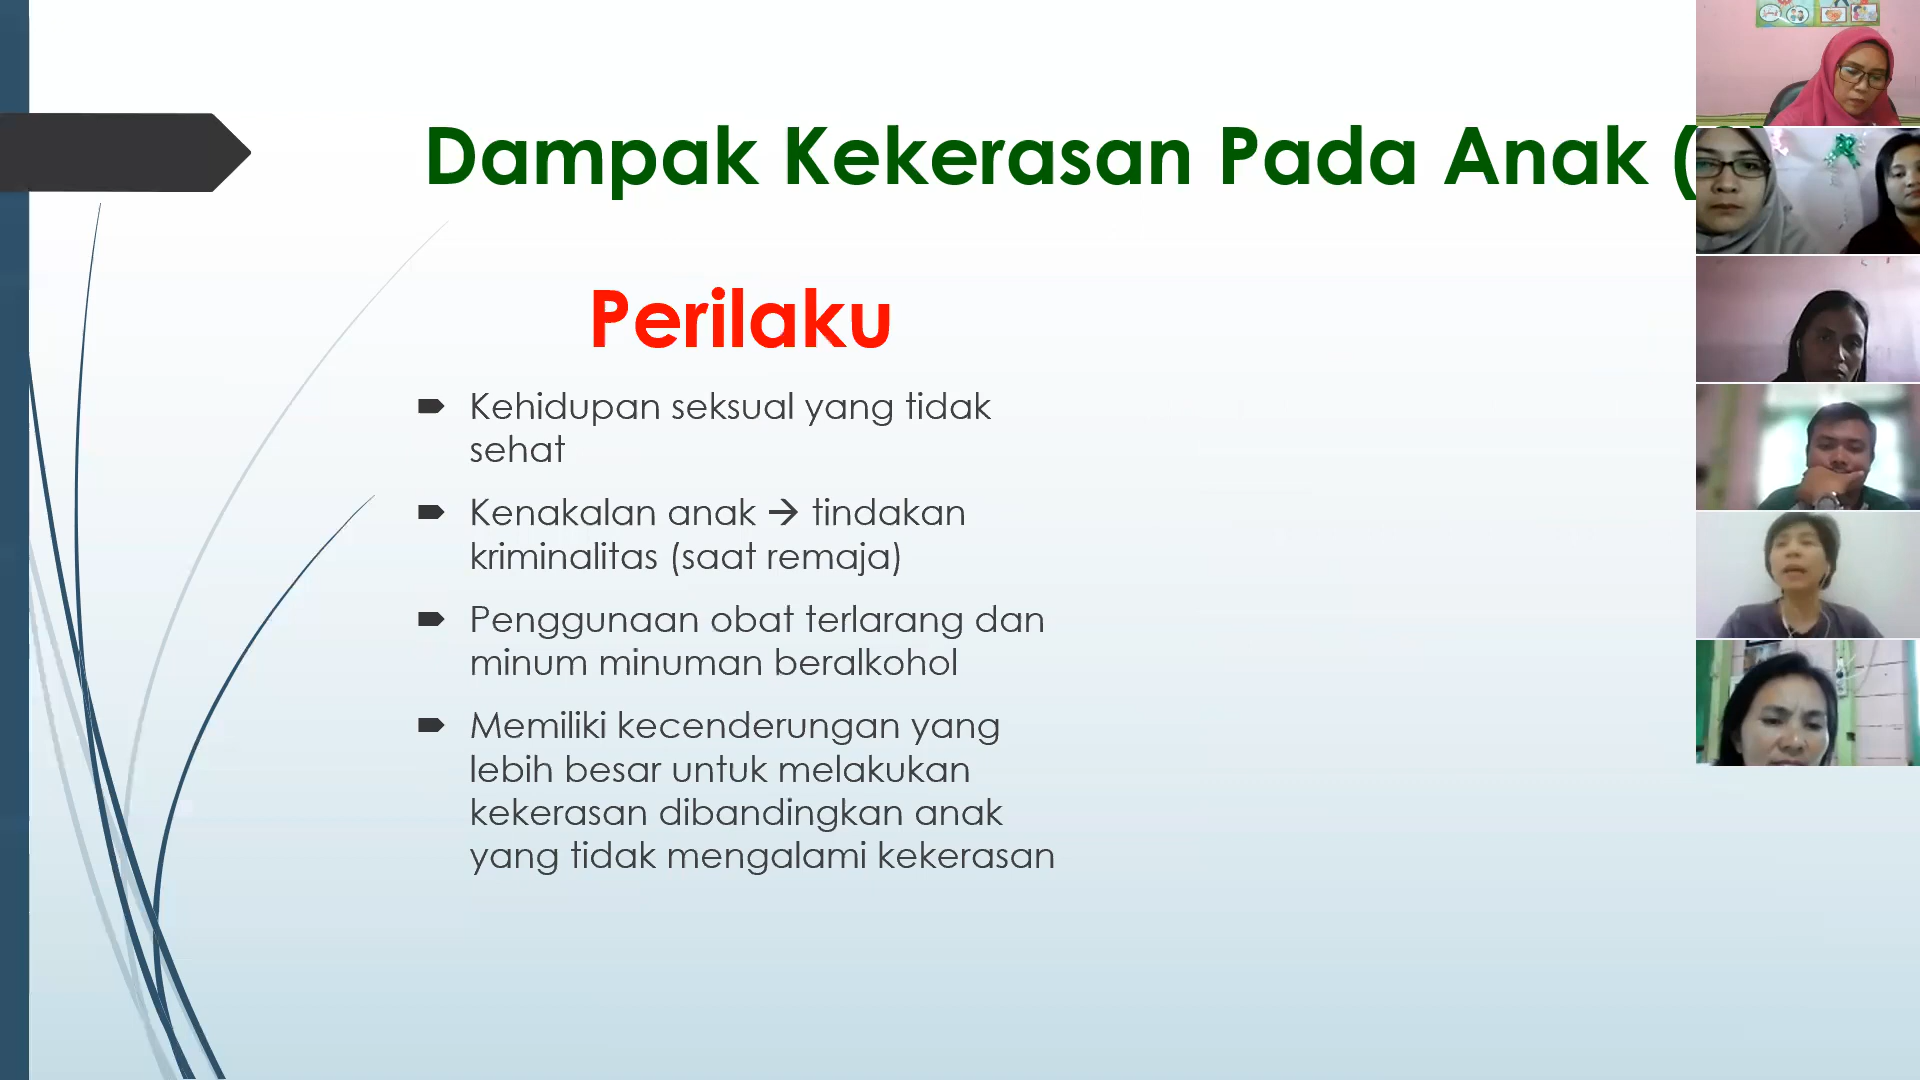 Dampak Kekerasan Pada Anak (
Perilaku
Kehidupan seksual yang tidak
sehat
Kenakalan anak → tindakan
kriminalitas (saat remaja)
Penggunaan obat terlarang dan
minum minuman beralkohol
Memiliki kecenderungan yang
lebih besar untuk melakukan
kekerasan dibandingkan anak
yang tidak mengalami kekerasan